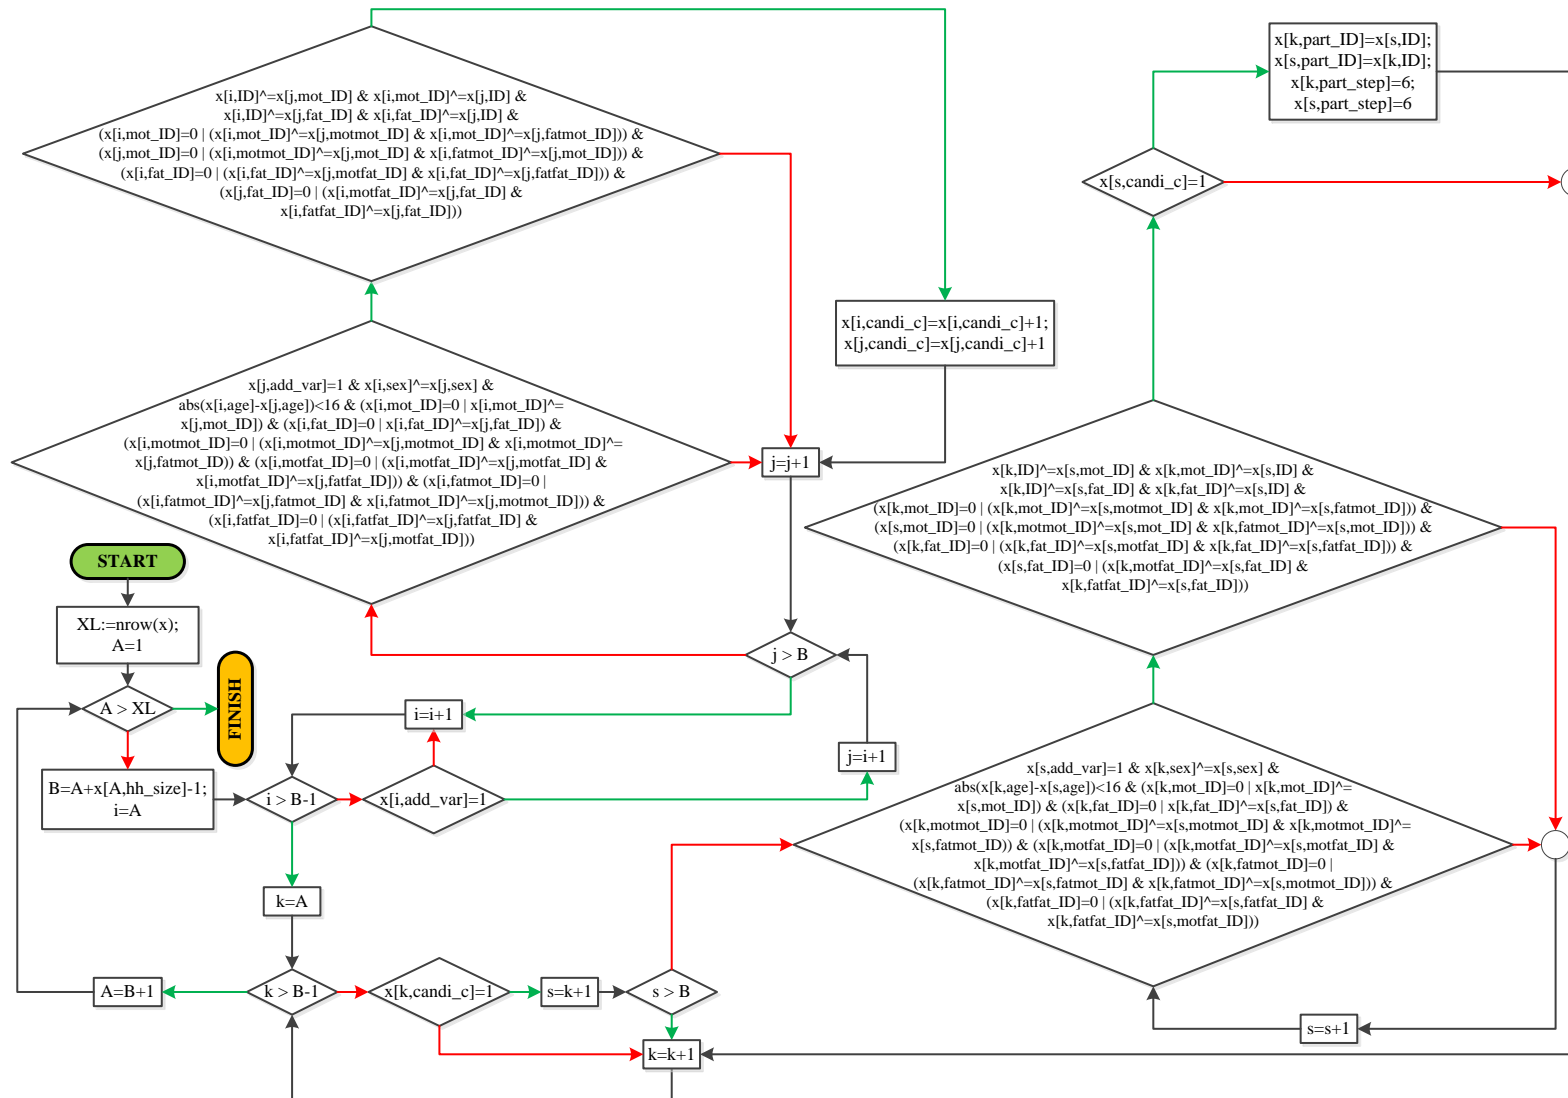 x[i,ID]^=x[j,mot_ID] & x[i,mot_ID]^=x[j,ID] &
x[i,ID]^=x[j,fat_ID] & x[i,fat_ID]^=x[j,ID] &
(x[i,mot_ID]=0 | (x[i,mot_ID]^=x[j,motmot_ID] & x[i,mot_ID]^=x[j,fatmot_ID])) &
(x[j,mot_ID]=0 | (x[i,motmot_ID]^=x[j,mot_ID] & x[i,fatmot_ID]^=x[j,mot_ID])) &
(x[i,fat_ID]=0 | (x[i,fat_ID]^=x[j,motfat_ID] & x[i,fat_ID]^=x[j,fatfat_ID])) &
(x[j,fat_ID]=0 | (x[i,motfat_ID]^=x[j,fat_ID] &
x[i,fatfat_ID]^=x[j,fat_ID]))
x[k,part_ID]=x[s,ID];
x[s,part_ID]=x[k,ID];
x[k,part_step]=6;
x[s,part_step]=6
x[s,candi_c]=1
x[i,candi_c]=x[i,candi_c]+1;
x[j,candi_c]=x[j,candi_c]+1
x[j,add_var]=1 & x[i,sex]^=x[j,sex] &
abs(x[i,age]-x[j,age])<16 & (x[i,mot_ID]=0 | x[i,mot_ID]^=
x[j,mot_ID]) & (x[i,fat_ID]=0 | x[i,fat_ID]^=x[j,fat_ID]) &
(x[i,motmot_ID]=0 | (x[i,motmot_ID]^=x[j,motmot_ID] & x[i,motmot_ID]^=
x[j,fatmot_ID)) & (x[i,motfat_ID]=0 | (x[i,motfat_ID]^=x[j,motfat_ID] &
x[i,motfat_ID]^=x[j,fatfat_ID])) & (x[i,fatmot_ID]=0 |
(x[i,fatmot_ID]^=x[j,fatmot_ID] & x[i,fatmot_ID]^=x[j,motmot_ID])) &
(x[i,fatfat_ID]=0 | (x[i,fatfat_ID]^=x[j,fatfat_ID] &
x[i,fatfat_ID]^=x[j,motfat_ID]))
j=j+1
x[k,ID]^=x[s,mot_ID] & x[k,mot_ID]^=x[s,ID] &
x[k,ID]^=x[s,fat_ID] & x[k,fat_ID]^=x[s,ID] &
(x[k,mot_ID]=0 | (x[k,mot_ID]^=x[s,motmot_ID] & x[k,mot_ID]^=x[s,fatmot_ID])) &
(x[s,mot_ID]=0 | (x[k,motmot_ID]^=x[s,mot_ID] & x[k,fatmot_ID]^=x[s,mot_ID])) &
(x[k,fat_ID]=0 | (x[k,fat_ID]^=x[s,motfat_ID] & x[k,fat_ID]^=x[s,fatfat_ID])) &
(x[s,fat_ID]=0 | (x[k,motfat_ID]^=x[s,fat_ID] &
x[k,fatfat_ID]^=x[s,fat_ID]))
START
XL:=nrow(x);
A=1
j > B
A > XL
FINISH
i=i+1
j=i+1
B=A+x[A,hh_size]-1;
i=A
i > B-1
x[i,add_var]=1
x[s,add_var]=1 & x[k,sex]^=x[s,sex] &
abs(x[k,age]-x[s,age])<16 & (x[k,mot_ID]=0 | x[k,mot_ID]^=
x[s,mot_ID]) & (x[k,fat_ID]=0 | x[k,fat_ID]^=x[s,fat_ID]) &
(x[k,motmot_ID]=0 | (x[k,motmot_ID]^=x[s,motmot_ID] & x[k,motmot_ID]^=
x[s,fatmot_ID)) & (x[k,motfat_ID]=0 | (x[k,motfat_ID]^=x[s,motfat_ID] &
x[k,motfat_ID]^=x[s,fatfat_ID])) & (x[k,fatmot_ID]=0 |
(x[k,fatmot_ID]^=x[s,fatmot_ID] & x[k,fatmot_ID]^=x[s,motmot_ID])) &
(x[k,fatfat_ID]=0 | (x[k,fatfat_ID]^=x[s,fatfat_ID] &
x[k,fatfat_ID]^=x[s,motfat_ID]))
k=A
A=B+1
k > B-1
x[k,candi_c]=1
s=k+1
s > B
s=s+1
k=k+1